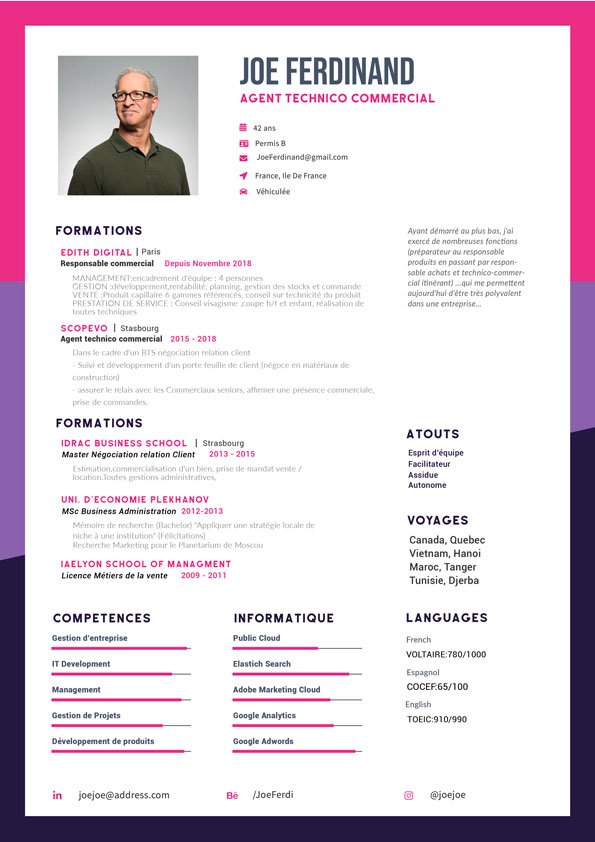 JOE FERDINAND
AGENT TECHNICO COMMERCIAL
42 ans
Permis B
JoeFerdinand@gmail.com
France, Ile De France
Véhiculée
FORMATIONS
EDITH DIGITAL | Paris
Responsable commercial Depuis Novembre 2018
MANAGEMENT:encadrement d'équipe : 4 personnes
GESTION :développement,rentabilité, planning, gestion des stocks et commande
VENTE :Produit capillaire 6 gammes référencés, conseil sur technicité du produit
PRESTATION DE SERVICE : Conseil visagisme ,coupe h/f et enfant, réalisation de
toutes techniques
SCOPEVO | Stasbourg
Agent technico commercial 2015 - 2018
Dans le cadre d'un BTS négociation relation client
- Suivi et développement d'un porte feuille de client (négoce en matériaux de
construction)
- assurer le relais avec les Commerciaux seniors, affirmer une présence commerciale,
prise de commandes.
Ayant démarré au plus bas, j'ai
exercé de nombreuses fonctions
(préparateur au responsable
produits en passant par respon-
sable achats et technico-commer-
cial itinérant) ...qui me permettent
aujourd'hui d'être très polyvalent
dans une entreprise...
FORMATIONS
IDRAC BUSINESS SCHOOL | Strasbourg
Master Négociation relation Client 2013 - 2015
Estimation,commercialisation d'un bien, prise de mandat vente /
location.Toutes gestions administratives,
UNI. D'ECONOMIE PLEKHANOV
MSc Business Administration 2012-2013
Mémoire de recherche (Bachelor) "Appliquer une stratégie locale de
niche à une institution" (Félicitations)
Recherche Marketing pour le Planetarium de Moscou
IAELYON SCHOOL OF MANAGMENT
Licence Métiers de la vente 2009 - 2011
ATOUTS
Esprit d'équipe
Facilitateur
Assidue
Autonome
VOYAGES
Canada, Quebec
Vietnam, Hanoi
Maroc, Tanger
Tunisie, Djerba
COMPETENCES
Gestion d'entreprise
IT Development
Management
Gestion de Projets
Développement de produits
INFORMATIQUE
Public Cloud
Elastich Search
Adobe Marketing Cloud
Google Analytics
Google Adwords
LANGUAGES
French
VOLTAIRE:780/1000
Espagnol
COCEF:65/100
English
TOEIC:910/990
in joejoe@address.com
Bē /JoeFerdi
@joejoe